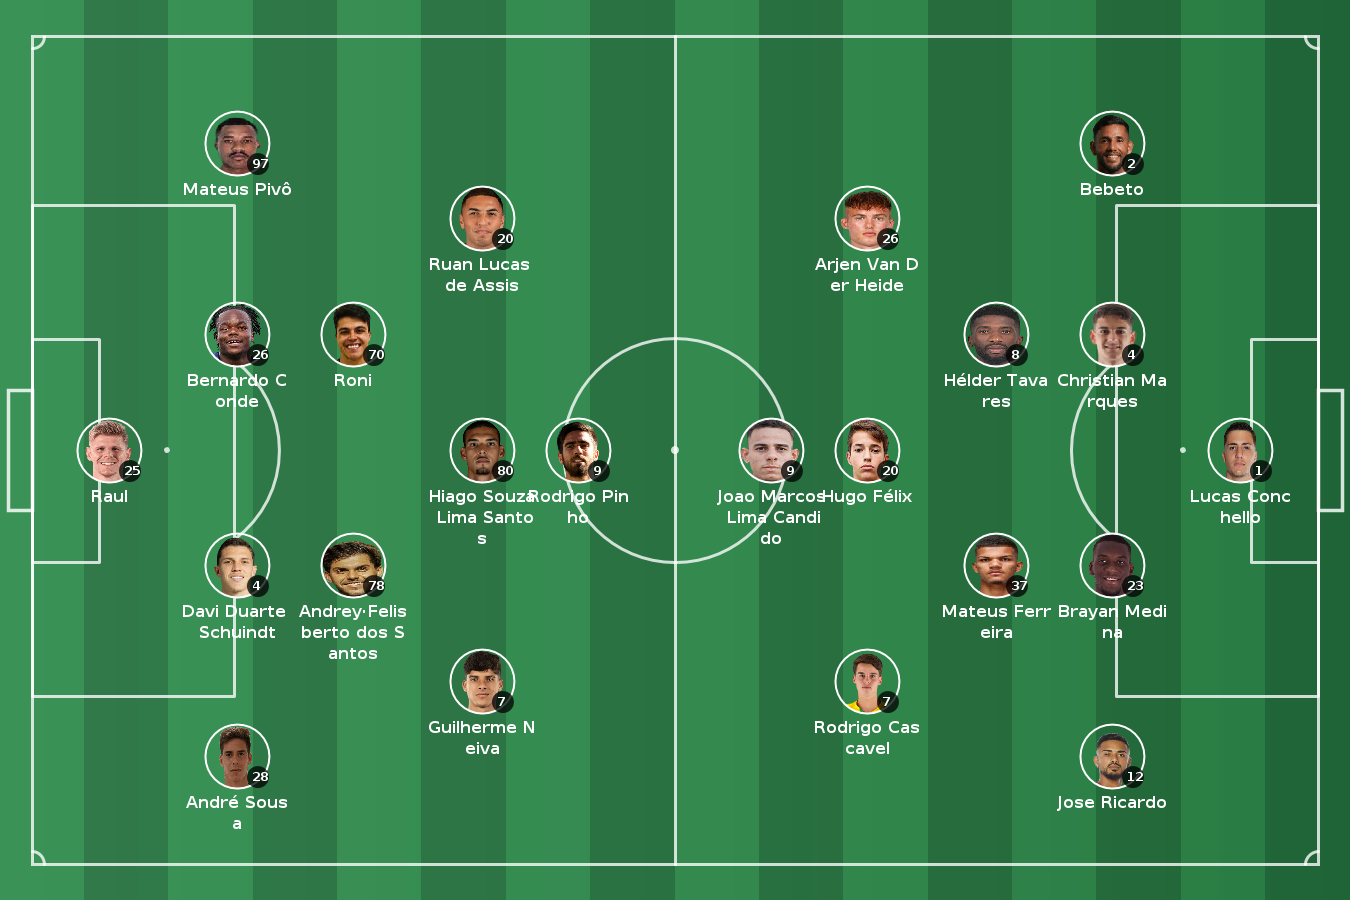 97
Mateus Pivô
2
Bebeto
20
Ruan Lucas
de Assis
26
Arjen Van D
er Heide
26
Bernardo C
onde
70
Roni
8
Hélder Tava
res
4
Christian Ma
rques
25
Raul
80
Hiago Souza
Lima Santo
s
9
Rodrigo Pin
ho
9
Joao Marcos
Lima Candi
do
20
Hugo Félix
1
Lucas Conc
hello
4
Davi Duarte
Schuindt
78
Andrey·Felis
berto dos S
antos
37
Mateus Ferr
eira
23
Brayan Medi
na
7
Guilherme N
eiva
7
Rodrigo Cas
cavel
28
André Sous
a
12
Jose Ricardo